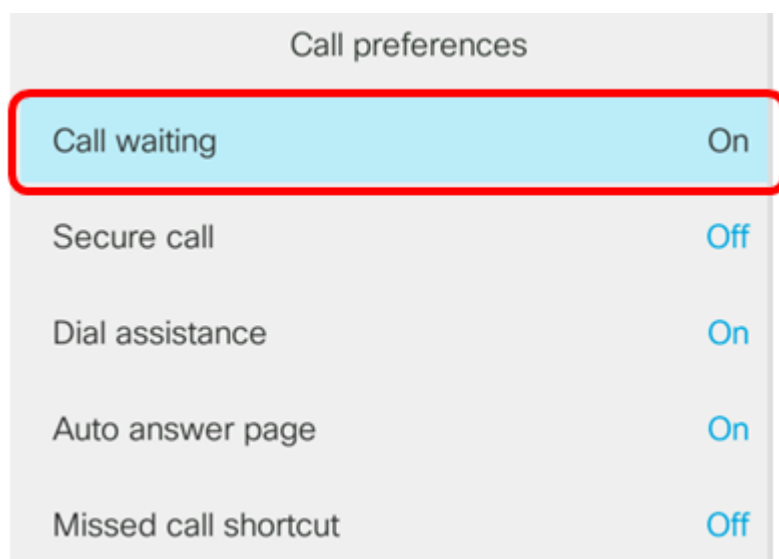 Call preferences
Call waiting On
Secure call Off
Dial assistance On
Auto answer page On
Missed call shortcut Off